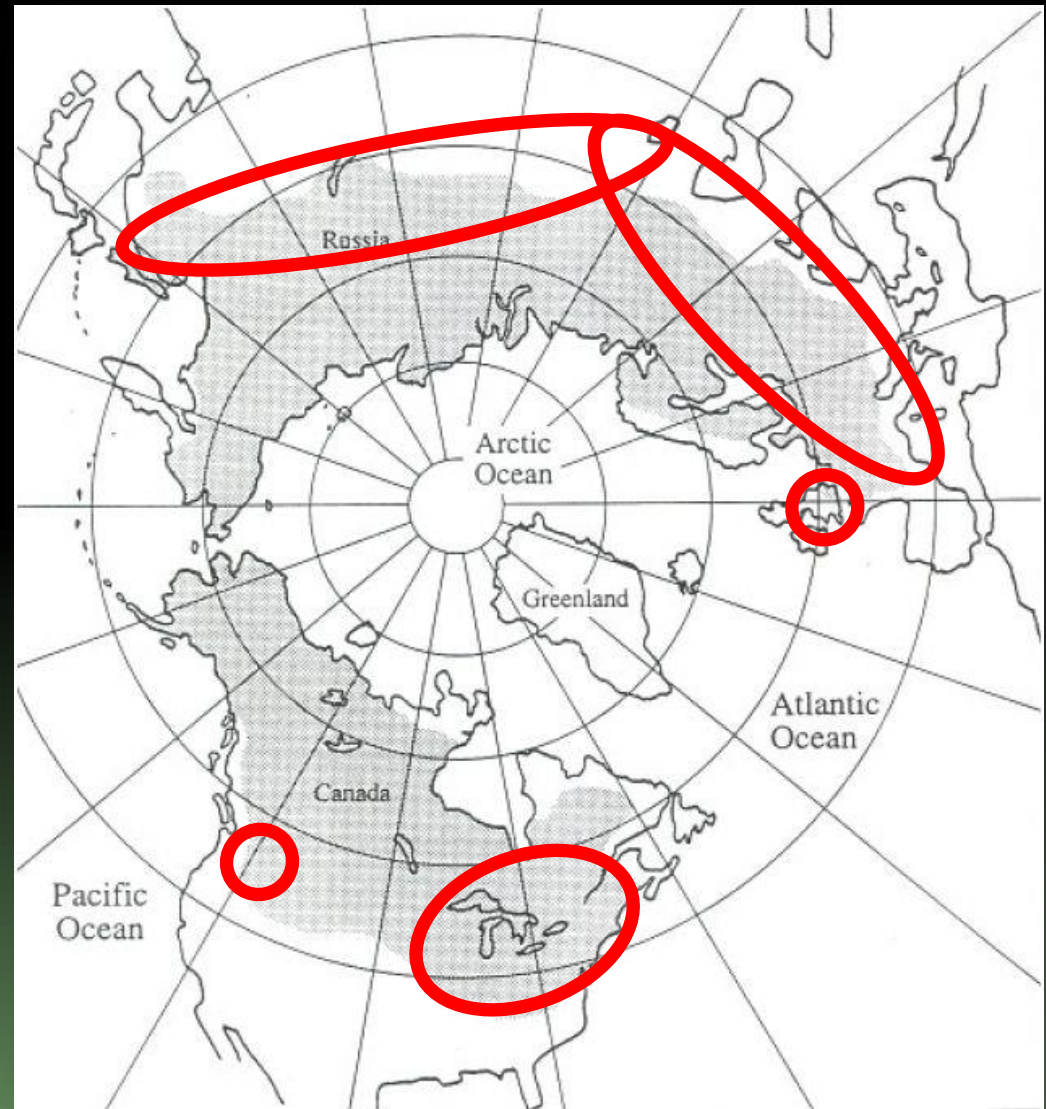 Russia
Arctic
Ocean
Greenland
Atlantic
Ocean
Canada
Pacific
Ocean